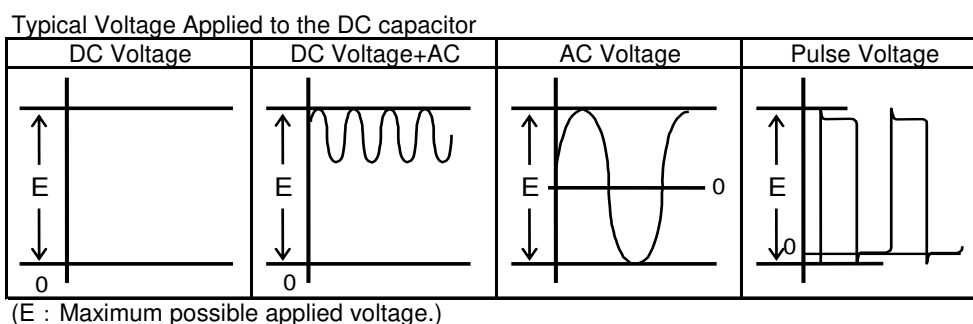 Typical Voltage Applied to the DC capacitor
DC Voltage DC Voltage+AC AC Voltage Pulse Voltage
E E E 0 E
0
0 0
(E : Maximum possible applied voltage.)